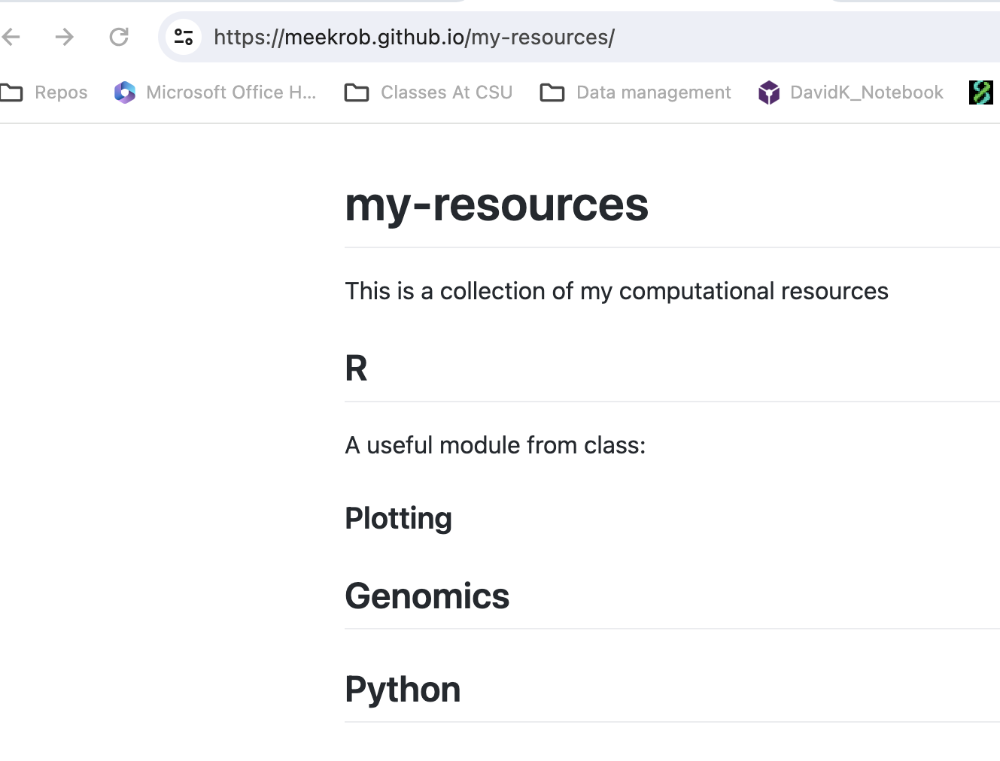 https://meekrob.github.io/my-resources/
Repos Microsoft Office H... Classes At CSU Data management DavidK_Notebook
my-resources
This is a collection of my computational resources
R
A useful module from class:
Plotting
Genomics
Python